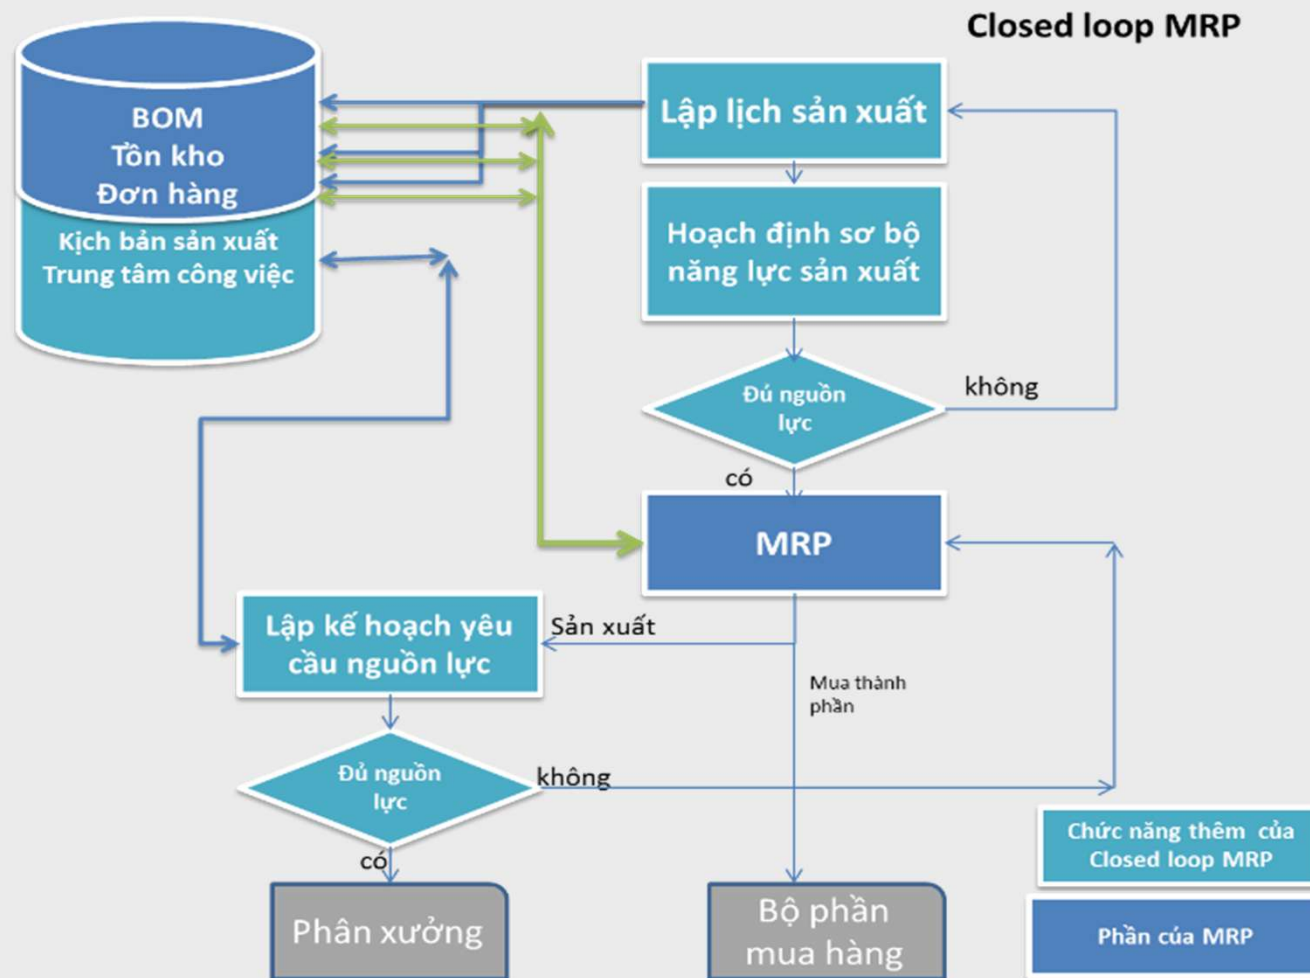 Closed loop MRP
BOM
Tồn kho
Đơn hàng
Kịch bản sản xuất
Trung tâm công việc
Lập lịch sản xuất
Hoạch định sơ bộ
năng lực sản xuất
Đủ nguồn
lực
không
có
MRP
Lập kế hoạch yêu
cầu nguồn lực
Sản xuất
Mua thành
phần
Đủ nguồn
lực
không
có
Phân xưởng
Bộ phần
mua hàng
Chức năng thêm của
Closed loop MRP
Phần của MRP